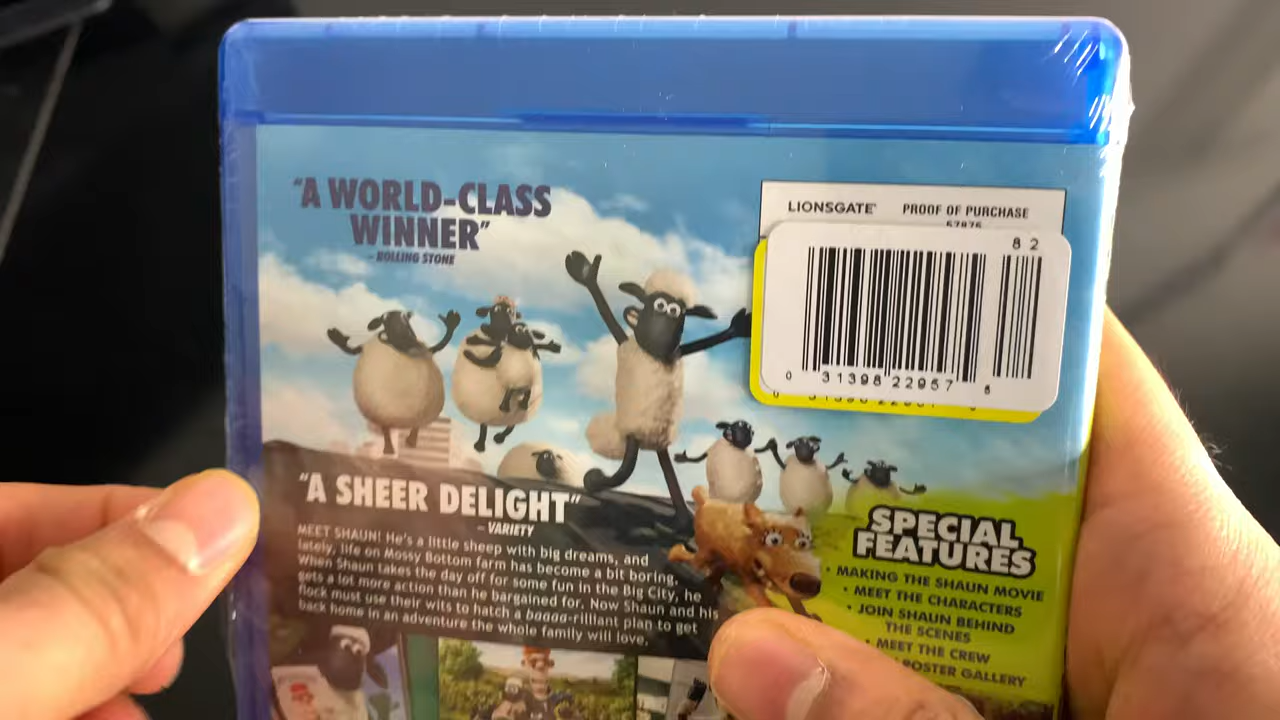 "A WORLD-CLASS
WINNER"
- ROLLING STONE
LIONSGATE PROOF OF PURCHASE
82
0 31398 22957 6
"A SHEER DELIGHT"
- VARIETY
MEET SHAUN! He's a little sheep with big dreams, and
lately, life on Mossy Bottom farm has become a bit boring.
When Shaun takes the day off for some fun in the Big City, he
gets a lot more action than he bargained for. Now Shaun and his
flock must use their wits to hatch a baaaa-rilliant plan to get
back home in an adventure the whole family will love.
SPECIAL
FEATURES
• MAKING THE SHAUN MOVIE
• MEET THE CHARACTERS
• JOIN SHAUN BEHIND
THE SCENES
• MEET THE CREW
POSTER GALLERY